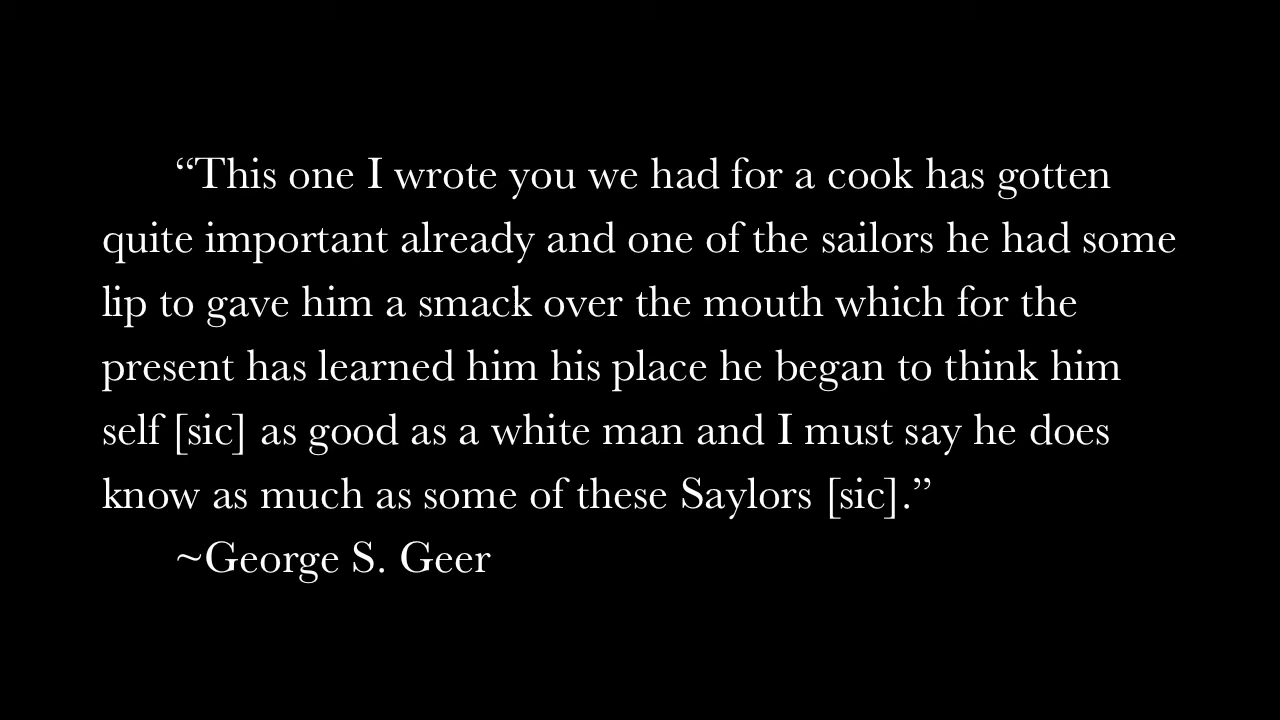 “This one I wrote you we had for a cook has gotten
quite important already and one of the sailors he had some
lip to gave him a smack over the mouth which for the
present has learned him his place he began to think him
self [sic] as good as a white man and I must say he does
know as much as some of these Saylors [sic].”
~George S. Geer